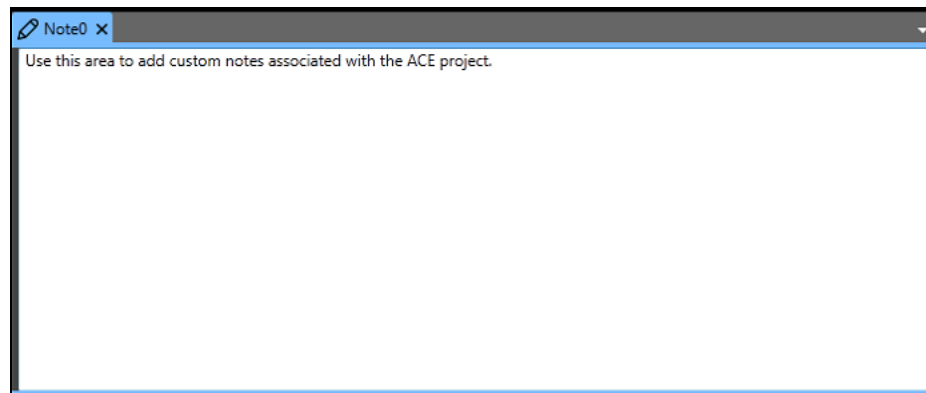 Note0
Use this area to add custom notes associated with the ACE project.